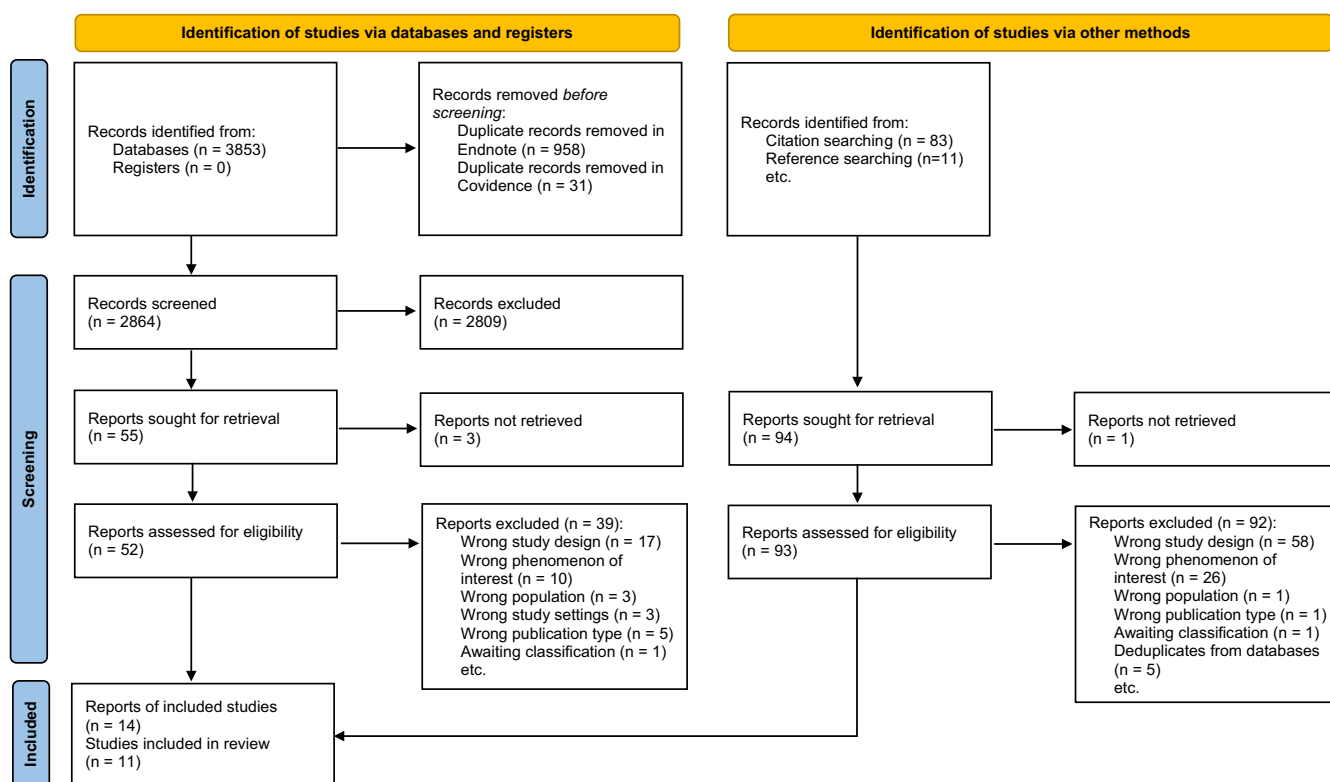 Identification of studies via databases and registers
Identification of studies via other methods
Identification
Records identified from:
Databases (n = 3853)
Registers (n = 0)
Records removed before
screening:
Duplicate records removed in
Endnote (n = 958)
Duplicate records removed in
Covidence (n = 31)
Records identified from:
Citation searching (n = 83)
Reference searching (n=11)
etc.
Screening
Records screened
(n = 2864)
Records excluded
(n = 2809)
Reports sought for retrieval
(n = 55)
Reports not retrieved
(n = 3)
Reports sought for retrieval
(n = 94)
Reports not retrieved
(n = 1)
Reports assessed for eligibility
(n = 52)
Reports excluded (n = 39):
Wrong study design (n = 17)
Wrong phenomenon of
interest (n = 10)
Wrong population (n = 3)
Wrong study settings (n = 3)
Wrong publication type (n = 5)
Awaiting classification (n = 1)
etc.
Reports assessed for eligibility
(n = 93)
Reports excluded (n = 92):
Wrong study design (n = 58)
Wrong phenomenon of
interest (n = 26)
Wrong population (n = 1)
Wrong publication type (n = 1)
Awaiting classification (n = 1)
Deduplicates from databases
(n = 5)
etc.
Included
Reports of included studies
(n = 14)
Studies included in review
(n = 11)